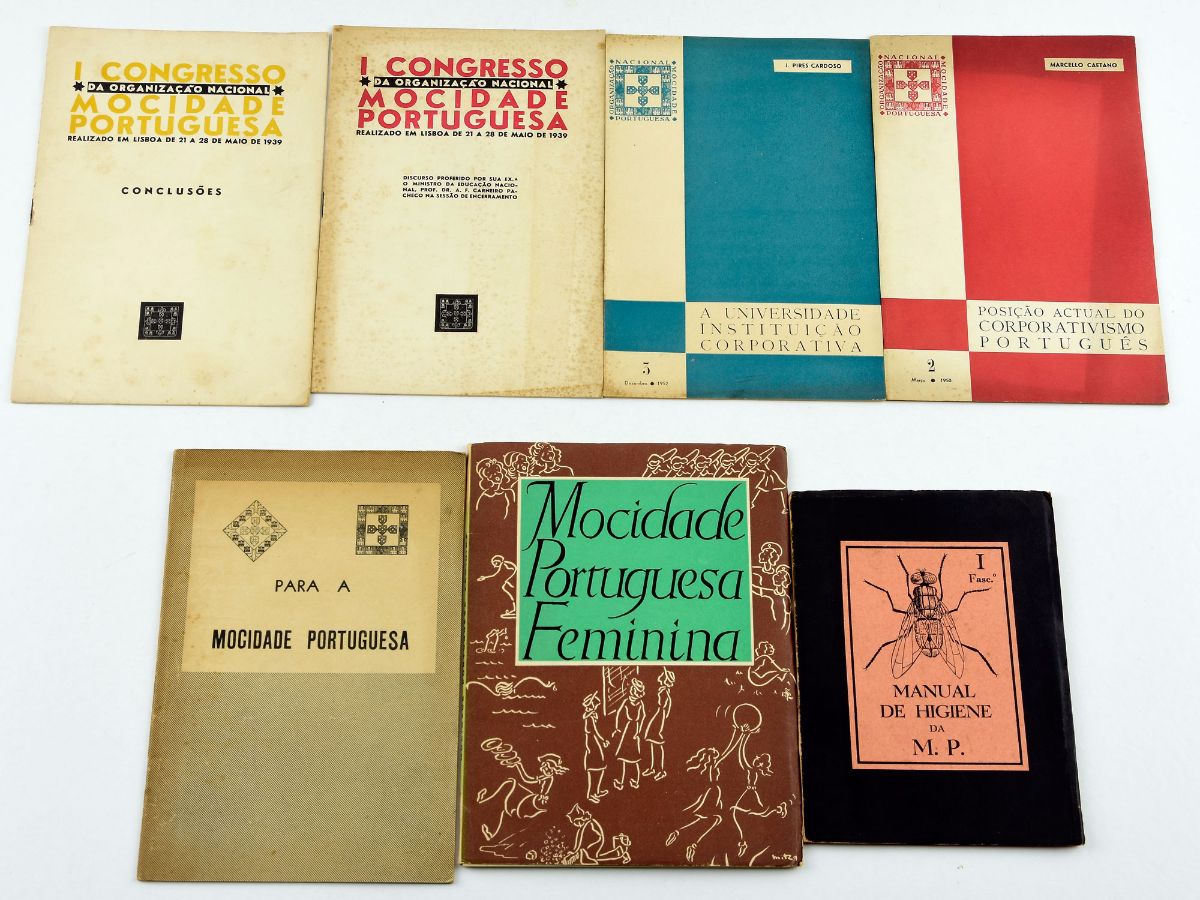 I CONGRESSO
DA ORGANIZAÇÃO NACIONAL
MOCIDADE
PORTUGUESA
REALIZADO EM LISBOA DE 21 A 28 DE MAIO DE 1939
CONCLUSÕES
I CONGRESSO
DA ORGANIZAÇÃO NACIONAL
MOCIDADE
PORTUGUESA
REALIZADO EM LISBOA DE 21 A 28 DE MAIO DE 1939
DISCURSO PROFERIDO POR SUA EX.ª
O MINISTRO DA EDUCAÇÃO NACIO-
NAL, PROF. DR. A. F. CARNEIRO PA-
CHECO NA SESSÃO DE ENCERRAMENTO
ORGANIZAÇÃO
NACIONAL
MOCIDADE
PORTUGUESA
J. PIRES CARDOSO
A UNIVERSIDADE
INSTITUIÇÃO
CORPORATIVA
3
Dezembro • 1952
ORGANIZAÇÃO
NACIONAL
MOCIDADE
PORTUGUESA
MARCELLO CAETANO
POSIÇÃO ACTUAL DO
CORPORATIVISMO
PORTUGUÊS
2
Março • 1950
PARA A
MOCIDADE PORTUGUESA
Mocidade
Portuguesa
Feminina
I
Fasc.º
MANUAL
DE HIGIENE
DA
M. P.